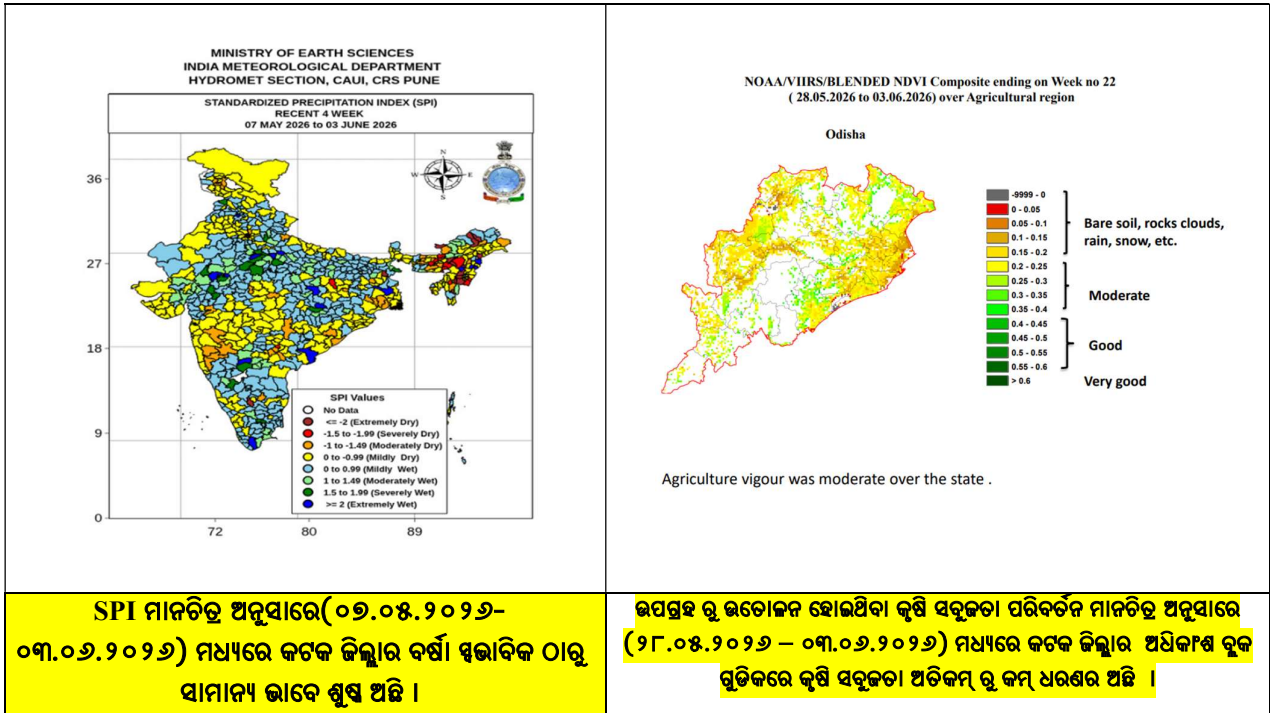 MINISTRY OF EARTH SCIENCES
INDIA METEOROLOGICAL DEPARTMENT
HYDROMET SECTION, CAUI, CRS PUNE
STANDARDIZED PRECIPITATION INDEX (SPI)
RECENT 4 WEEK
07 MAY 2026 to 03 JUNE 2026
N
W
E
S
36
27
18
9
0
72
80
89
SPI Values
No Data
<= -2 (Extremely Dry)
-1.5 to -1.99 (Severely Dry)
-1 to -1.49 (Moderately Dry)
0 to -0.99 (Mildly Dry)
0 to 0.99 (Mildly Wet)
1 to 1.49 (Moderately Wet)
1.5 to 1.99 (Severely Wet)
>= 2 (Extremely Wet)
SPI ମାନଚିତ୍ର ଅନୁସାରେ(୦୭.୦୫.୨୦୨୬-
୦୩.୦୬.୨୦୨୬) ମଧ୍ୟରେ କଟକ ଜିଲ୍ଲାର ବର୍ଷା ସ୍ୱଭାବିକ ଠାରୁ
ସାମାନ୍ୟ ଭାବେ ଶୁଷ୍କ ଅଛି ।
NOAA/VIIRS/BLENDED NDVI Composite ending on Week no 22
( 28.05.2026 to 03.06.2026) over Agricultural region
Odisha
-9999 - 0
0 - 0.05
0.05 - 0.1
0.1 - 0.15
0.15 - 0.2
0.2 - 0.25
0.25 - 0.3
0.3 - 0.35
0.35 - 0.4
0.4 - 0.45
0.45 - 0.5
0.5 - 0.55
0.55 - 0.6
> 0.6
Bare soil, rocks clouds,
rain, snow, etc.
Moderate
Good
Very good
Agriculture vigour was moderate over the state .
ଉପଗ୍ରହ ରୁ ଉତୋଳନ ହୋଇଥିବା କୃଷି ସବୁଜତା ପରିବର୍ତନ ମାନଚିତ୍ର ଅନୁସାରେ
(୨୮.୦୫.୨୦୨୬ – ୦୩.୦୬.୨୦୨୬) ମଧ୍ୟରେ କଟକ ଜିଲ୍ଲାର ଅଧିକାଂଶ ବ୍ଲକ
ଗୁଡିକରେ କୃଷି ସବୁଜତା ଅତିକମ୍ ରୁ କମ୍ ଧରଣର ଅଛି ।